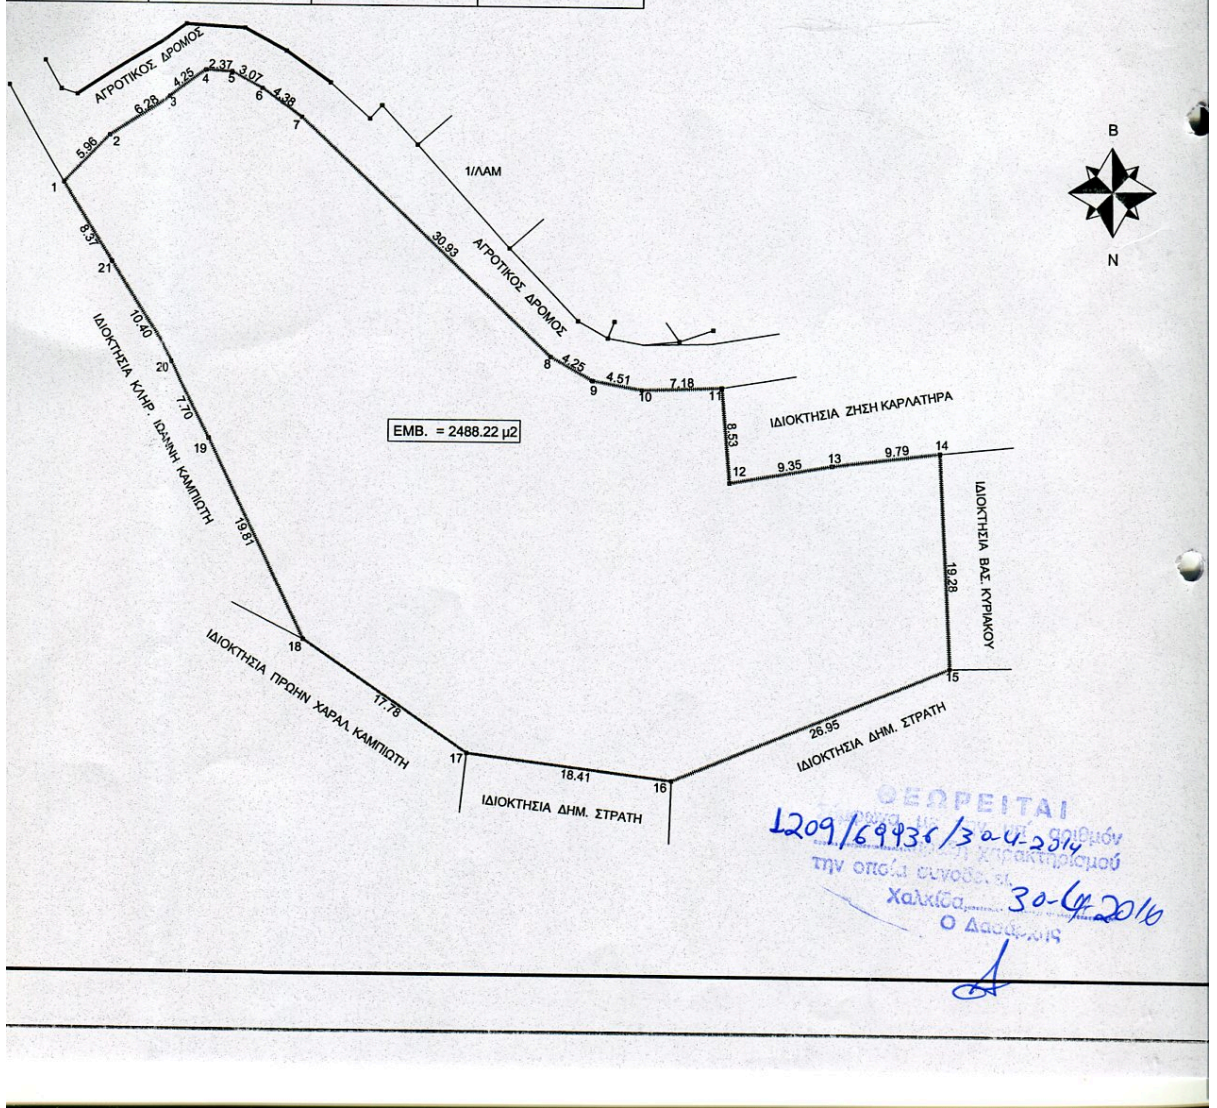 ΑΓΡΟΤΙΚΟΣ ΔΡΟΜΟΣ
2.37
4.25
4
5
3.07
6.28
3
6
4.38
7
5.96
2
1
1/ΛΑΜ
Β
Ν
8.37
21
30.93
ΑΓΡΟΤΙΚΟΣ ΔΡΟΜΟΣ
10.40
20
ΙΔΙΟΚΤΗΣΙΑ ΚΛΗΡ. ΙΩΑΝΝΗ ΚΑΜΠΙΩΤΗ
7.70
19
8
4.25
9
4.51
10
7.18
11
ΙΔΙΟΚΤΗΣΙΑ ΖΗΣΗ ΚΑΡΛΑΤΗΡΑ
ΕΜΒ. = 2488.22 μ2
8.53
12
9.35
13
9.79
14
19.81
ΙΔΙΟΚΤΗΣΙΑ ΒΑΣ. ΚΥΡΙΑΚΟΥ
19.28
18
ΙΔΙΟΚΤΗΣΙΑ ΠΡΩΗΝ ΧΑΡΑΛ. ΚΑΜΠΙΩΤΗ
17.78
15
26.95
ΙΔΙΟΚΤΗΣΙΑ ΔΗΜ. ΣΤΡΑΤΗ
17
18.41
16
ΙΔΙΟΚΤΗΣΙΑ ΔΗΜ. ΣΤΡΑΤΗ
ΘΕΩΡΕΙΤΑΙ
αριθμόν
1209/69936/30-4-2014
χαρακτηρισμού
την οποία συνοδεύει
Χαλκίδα, 30-4-2016
Ο Δασάρχης